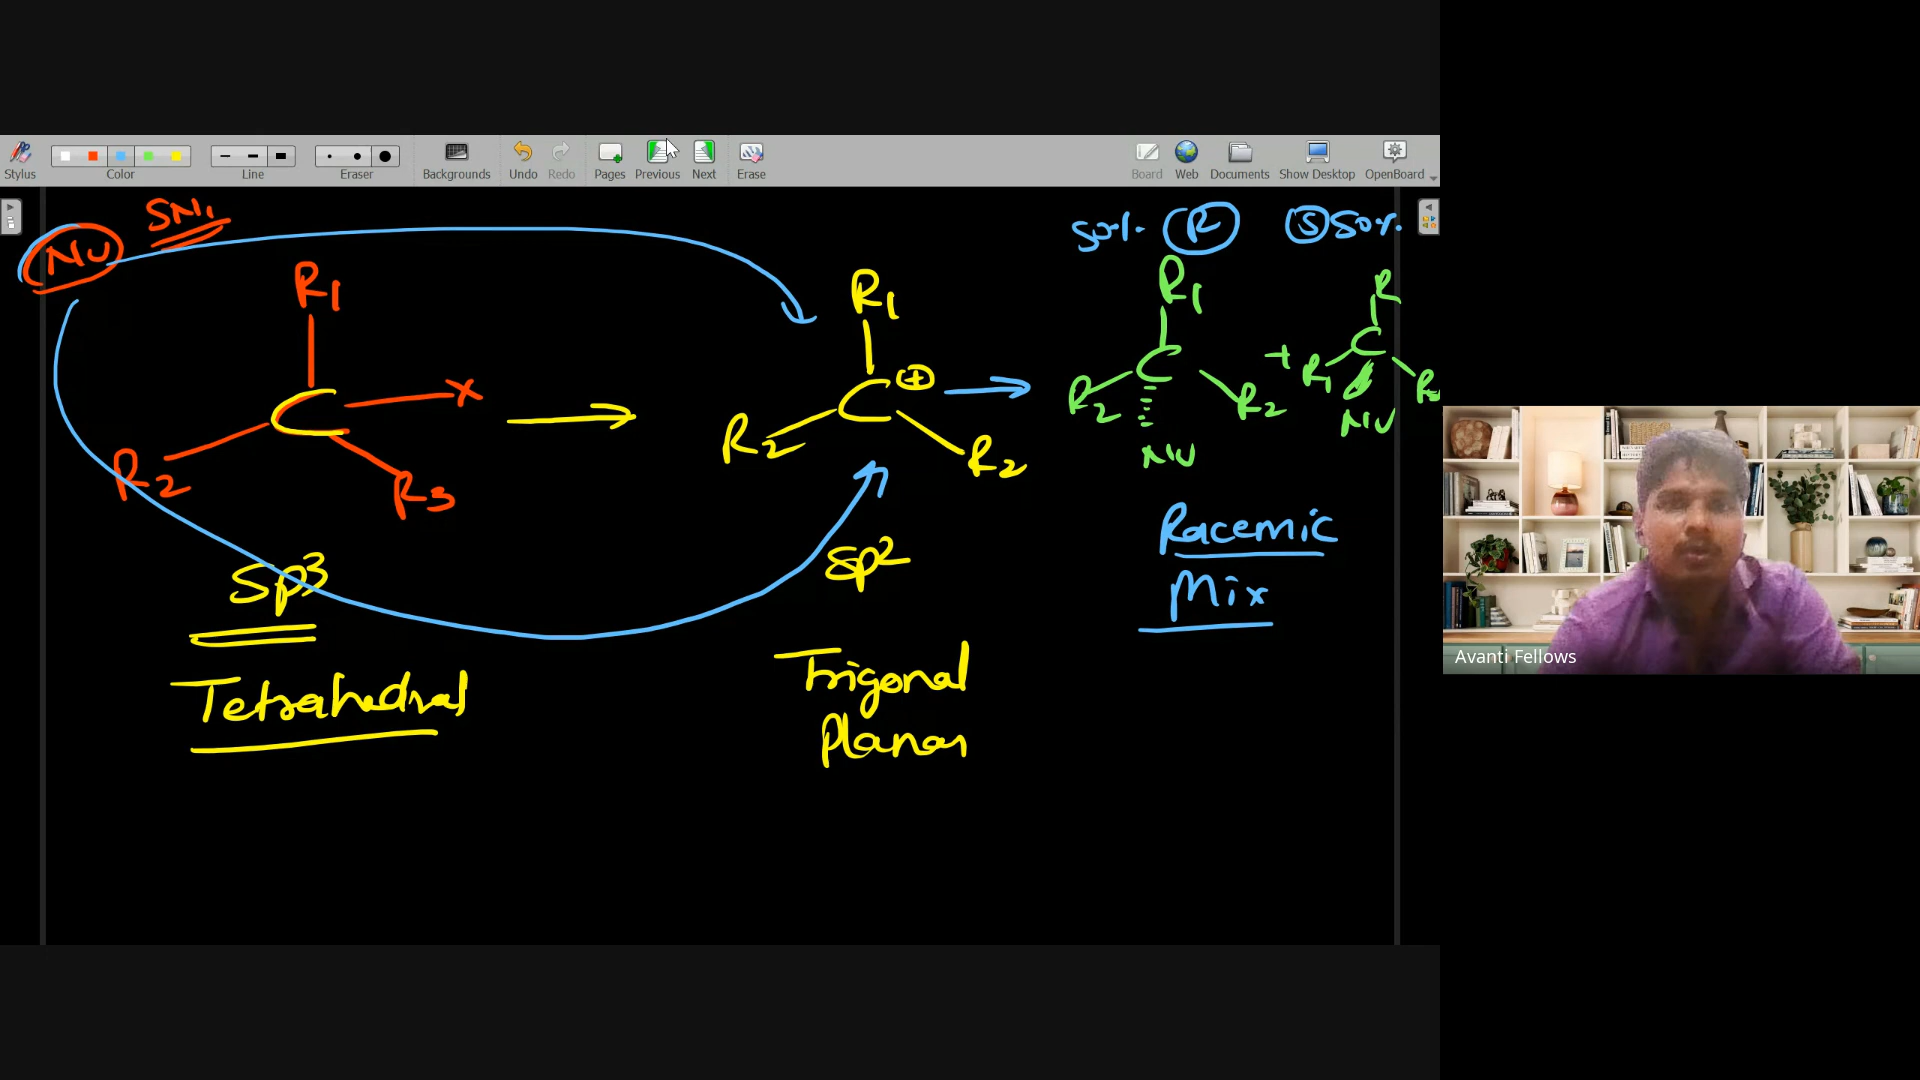 Stylus Color Line Eraser Backgrounds Undo Redo Pages Previous Next Erase Board Web Documents Show Desktop OpenBoard
SN1
Nu
50%. R S 50%.
R1
C
X
R2
R3
R1
C +
R2
R2
R1
C
R2
R2
Nu
+
R
C
R1
Nu
Racemic
Mix
Sp3
Tetrahedral
Sp2
Trigonal
Planar
Avanti Fellows